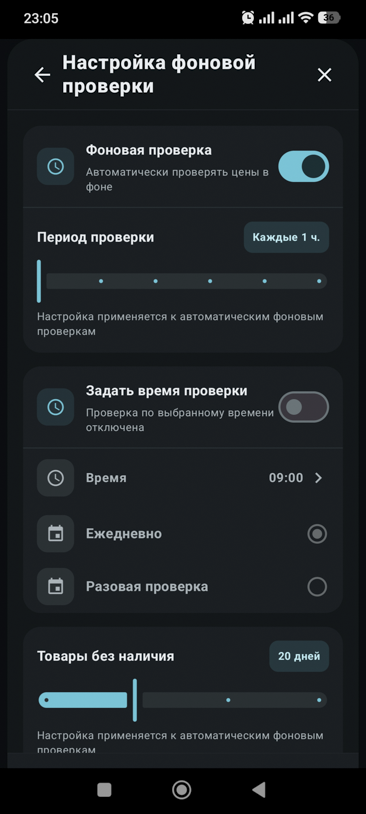 23:05
36
Настройка фоновой
проверки
Фоновая проверка
Автоматически проверять цены в
фоне
Период проверки
Каждые 1 ч.
Настройка применяется к автоматическим фоновым
проверкам
Задать время проверки
Проверка по выбранному времени
отключена
Время
09:00
Ежедневно
Разовая проверка
Товары без наличия
20 дней
Настройка применяется к автоматическим фоновым
проверкам